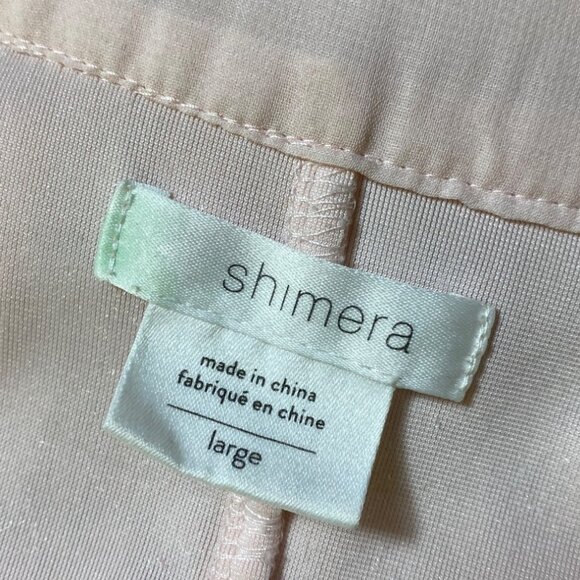 shimera
made in china
fabriqué en chine
large